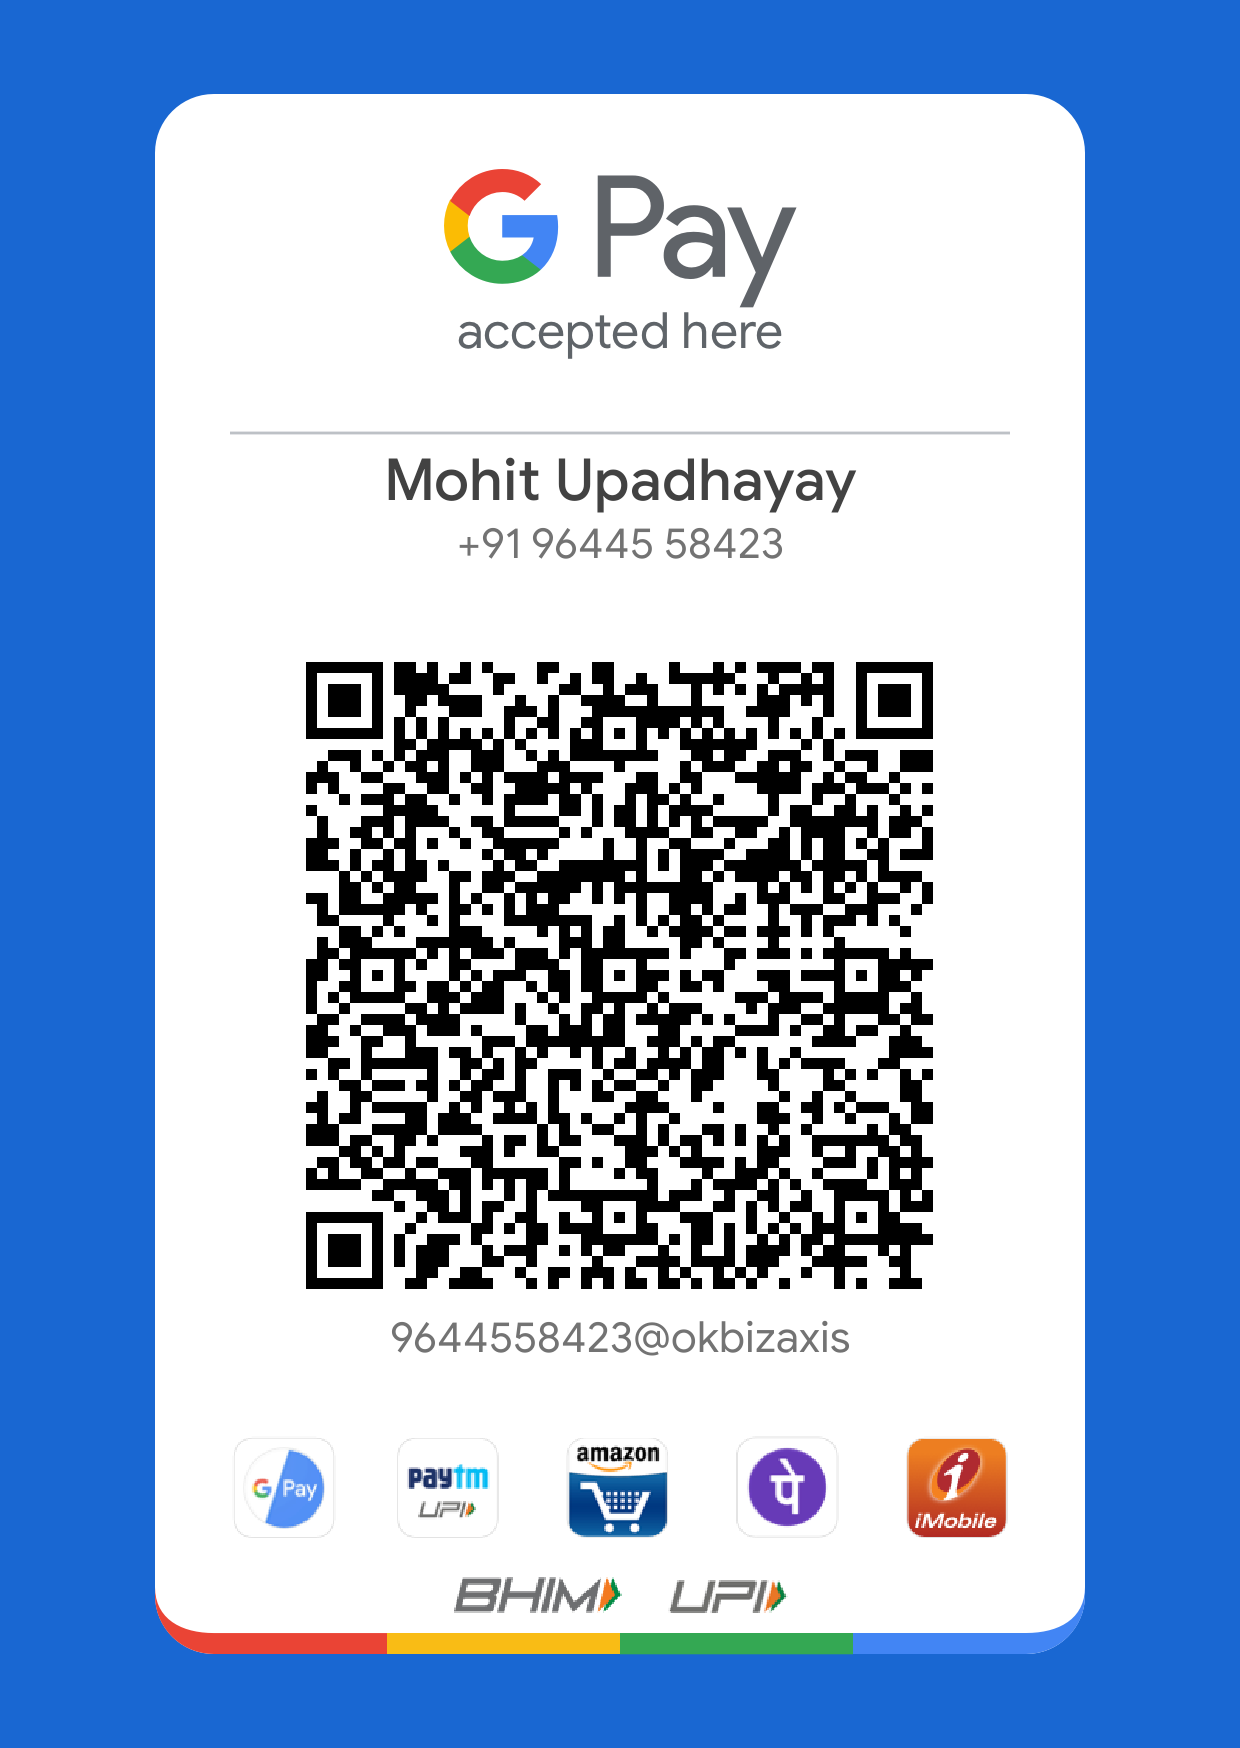 G Pay
accepted here
Mohit Upadhayay
+91 96445 58423
9644558423@okbizaxis
G Pay
paytm
UPI
amazon
पे
i
iMobile
BHIM UPI